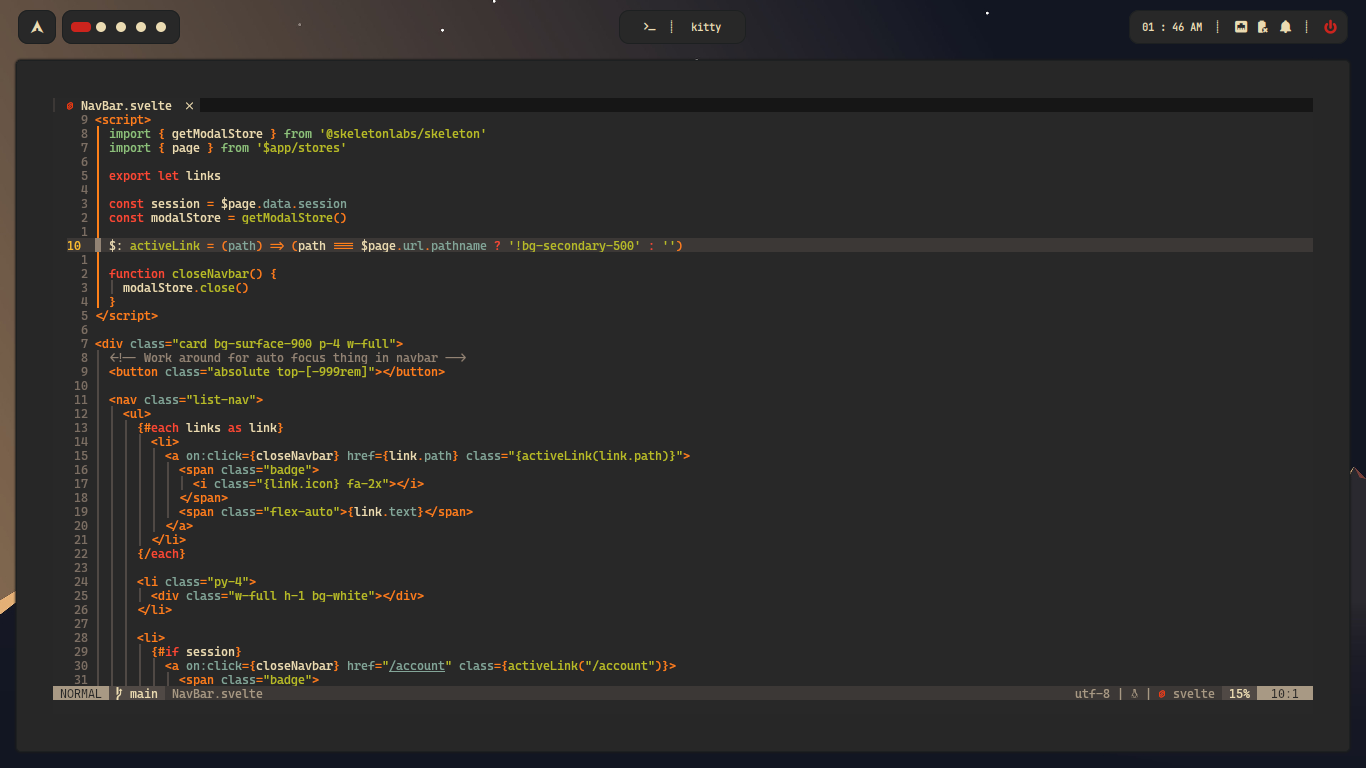 >_ ┊ kitty
01 : 46 AM
NavBar.svelte ×
9 <script>
8 import { getModalStore } from '@skeletonlabs/skeleton'
7 import { page } from '$app/stores'
6
5 export let links
4
3 const session = $page.data.session
2 const modalStore = getModalStore()
1
10 $: activeLink = (path) => (path === $page.url.pathname ? '!bg-secondary-500' : '')
1
2 function closeNavbar() {
3 modalStore.close()
4 }
5 </script>
6
7 <div class="card bg-surface-900 p-4 w-full">
8 <!-- Work around for auto focus thing in navbar -->
9 <button class="absolute top-[-999rem]"></button>
10
11 <nav class="list-nav">
12 <ul>
13 {#each links as link}
14 <li>
15 <a on:click={closeNavbar} href={link.path} class="{activeLink(link.path)}">
16 <span class="badge">
17 <i class="{link.icon} fa-2x"></i>
18 </span>
19 <span class="flex-auto">{link.text}</span>
20 </a>
21 </li>
22 {/each}
23
24 <li class="py-4">
25 <div class="w-full h-1 bg-white"></div>
26 </li>
27
28 <li>
29 {#if session}
30 <a on:click={closeNavbar} href="/account" class={activeLink("/account")}>
31 <span class="badge">
NORMAL main NavBar.svelte utf-8 | | svelte 15% 10:1